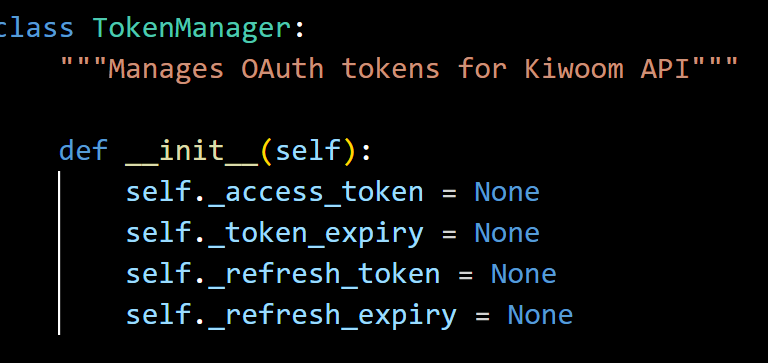 class TokenManager:
    """Manages OAuth tokens for Kiwoom API"""
    def __init__(self):
        self._access_token = None
        self._token_expiry = None
        self._refresh_token = None
        self._refresh_expiry = None